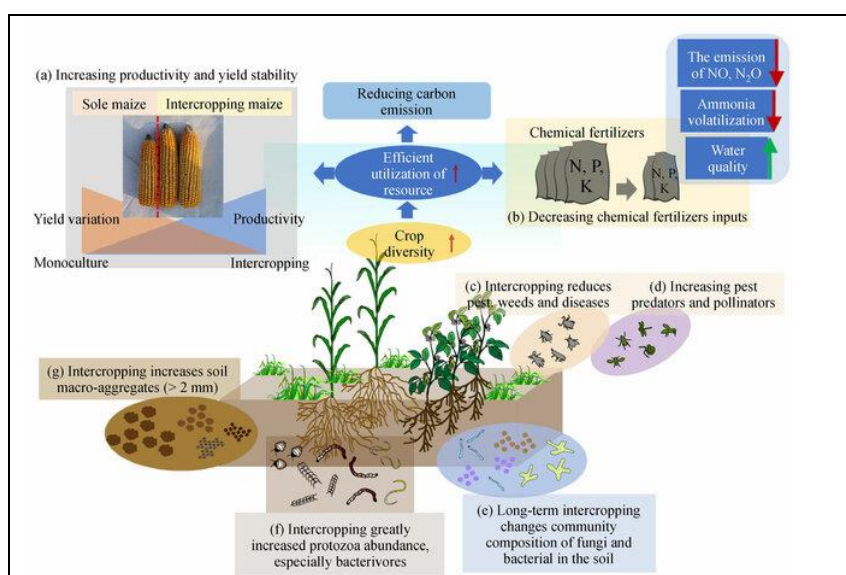 (a) Increasing productivity and yield stability
Sole maize
Intercropping maize
Yield variation
Productivity
Monoculture
Intercropping
Reducing carbon
emission
Efficient
utilization of
resource
Crop
diversity
Chemical fertilizers
N, P,
K
N, P,
K
(b) Decreasing chemical fertilizers inputs
The emission
of NO, N₂O
Ammonia
volatilization
Water
quality
(c) Intercropping reduces
pest, weeds and diseases
(d) Increasing pest
predators and pollinators
(g) Intercropping increases soil
macro-aggregates (> 2 mm)
(f) Intercropping greatly
increased protozoa abundance,
especially bacterivores
(e) Long-term intercropping
changes community
composition of fungi and
bacterial in the soil